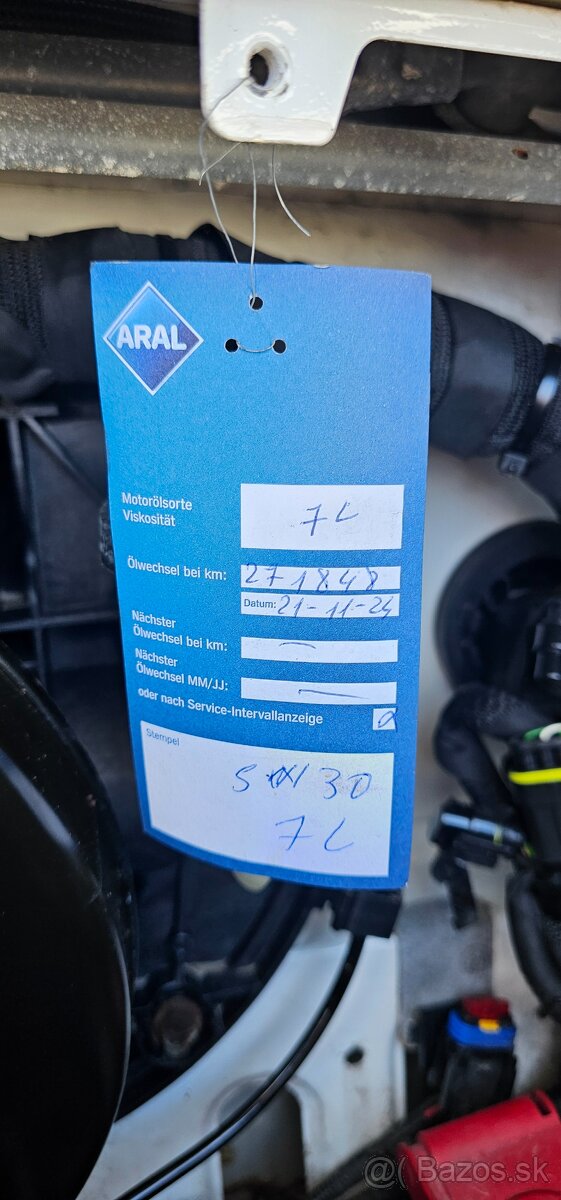 ARAL
Motorölsorte
Viskosität
7L
Ölwechsel bei km:
271848
Datum: 21-11-24
Nächster
Ölwechsel bei km:
—
Nächster
Ölwechsel MM/JJ:
—
oder nach Service-Intervallanzeige
Stempel
5W30
7L
@Bazos.sk